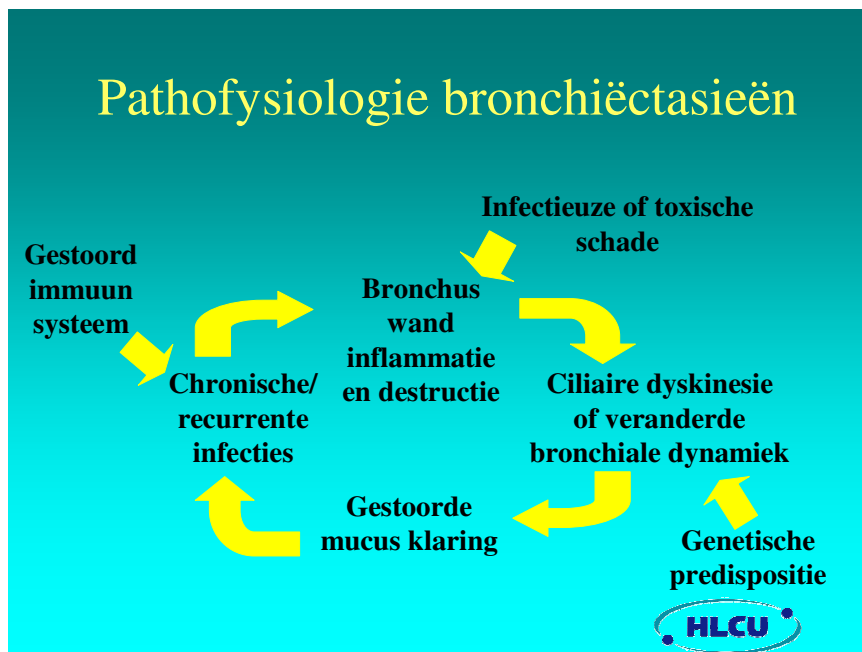 Pathofysiologie bronchiëctasieën
Infectieuze of toxische
schade
Gestoord
immuun
systeem
Bronchus
wand
inflammatie
en destructie
Chronische/
recurrente
infecties
Ciliaire dyskinesie
of veranderde
bronchiale dynamiek
Gestoorde
mucus klaring
Genetische
predispositie
HLCU